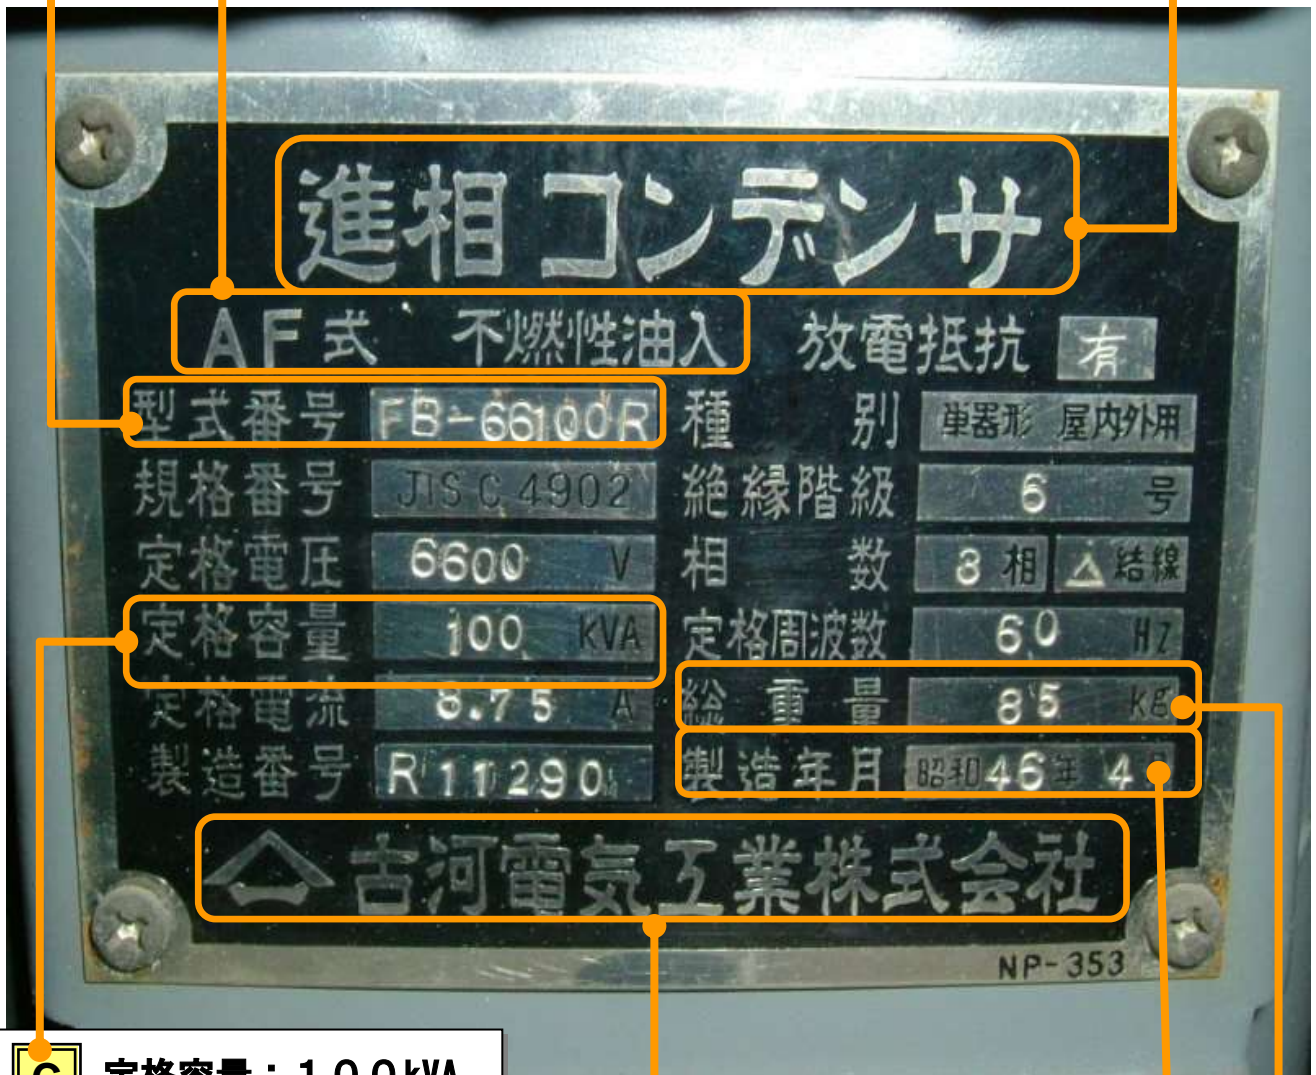 進相コンデンサ
AF式 不燃性油入 放電抵抗 有
型式番号 FB-66100R 種別 単器形 屋内外用
規格番号 JIS C 4902 絶縁階級 6号
定格電圧 6600 V 相数 3相 △結線
定格容量 100 KVA 定格周波数 60 HZ
定格電流 8.75 A 総重量 85 kg
製造番号 R11290 製造年月 昭和46年 4
古河電気工業株式会社
NP-353
定格容量：１００kVA